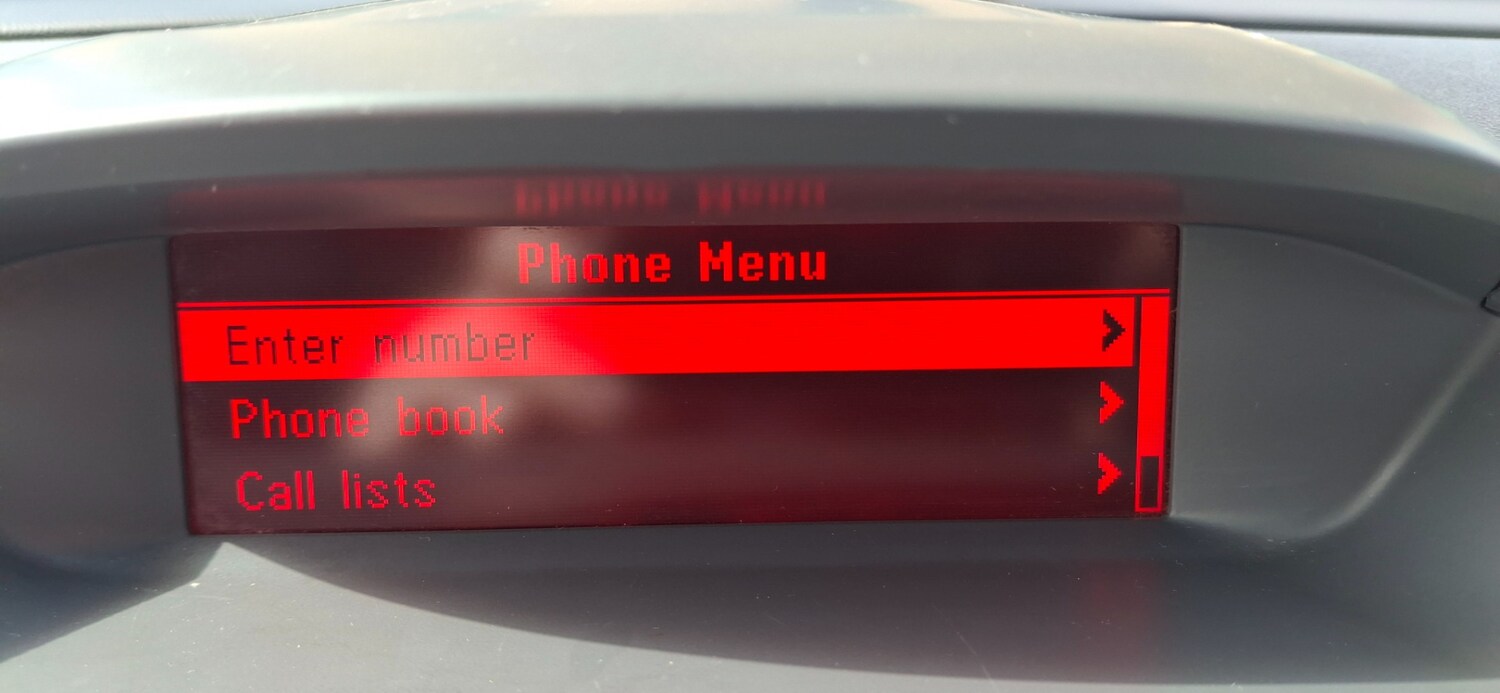 Phone Menu
Enter number
Phone book
Call lists